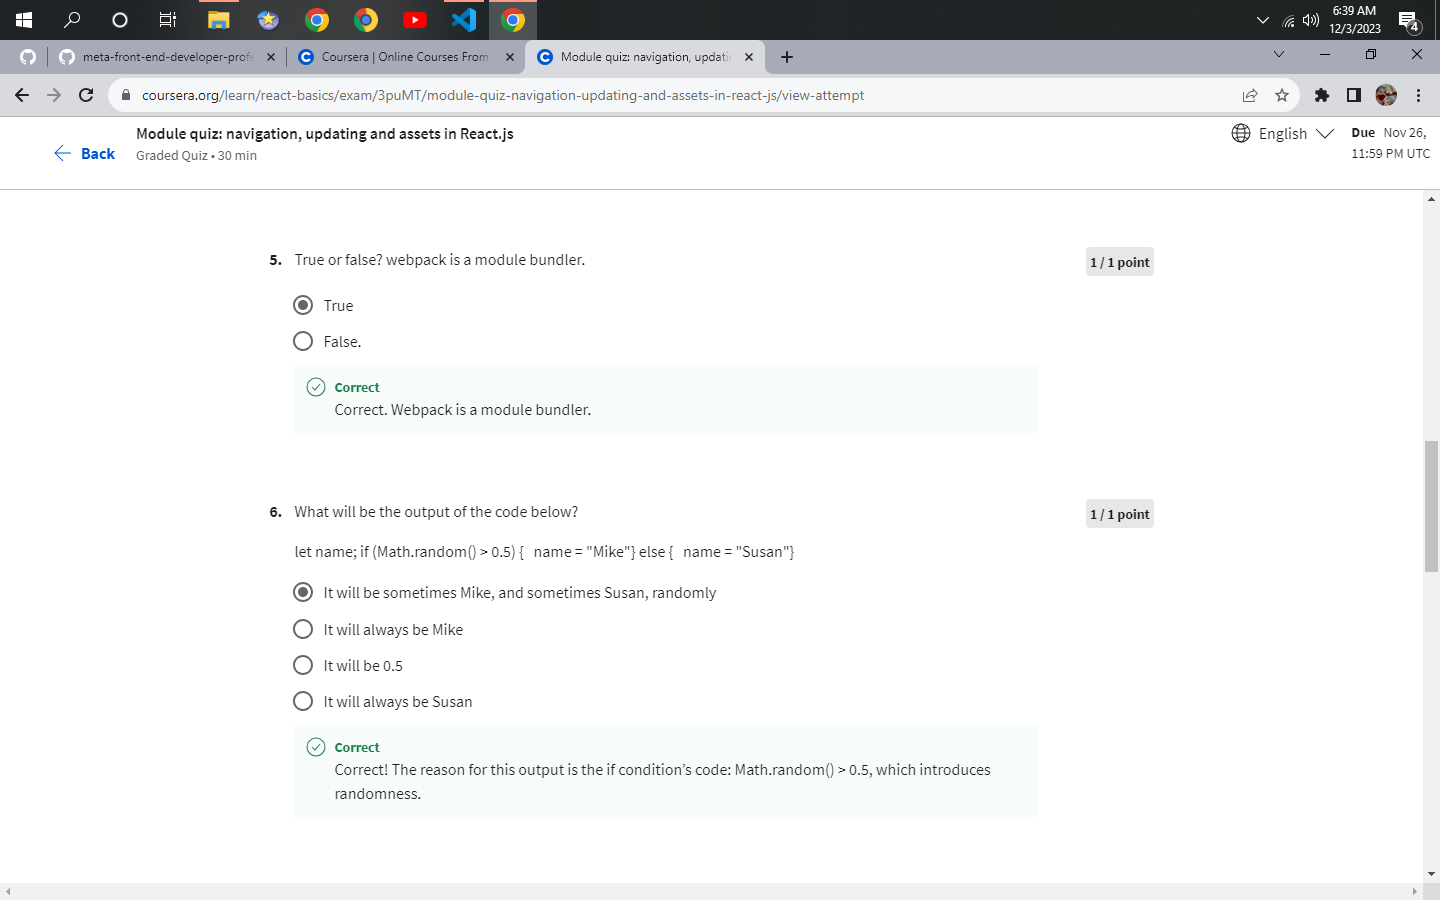 6:39 AM
12/3/2023
4
meta-front-end-developer-profe
Coursera | Online Courses From
Module quiz: navigation, updatin
coursera.org/learn/react-basics/exam/3puMT/module-quiz-navigation-updating-and-assets-in-react-js/view-attempt
Back
Module quiz: navigation, updating and assets in React.js
Graded Quiz • 30 min
English
Due Nov 26,
11:59 PM UTC
5. True or false? webpack is a module bundler.
1 / 1 point
True
False.
Correct
Correct. Webpack is a module bundler.
6. What will be the output of the code below?
1 / 1 point
let name; if (Math.random() > 0.5) {   name = "Mike"} else {   name = "Susan"}
It will be sometimes Mike, and sometimes Susan, randomly
It will always be Mike
It will be 0.5
It will always be Susan
Correct
Correct! The reason for this output is the if condition’s code: Math.random() > 0.5, which introduces
randomness.